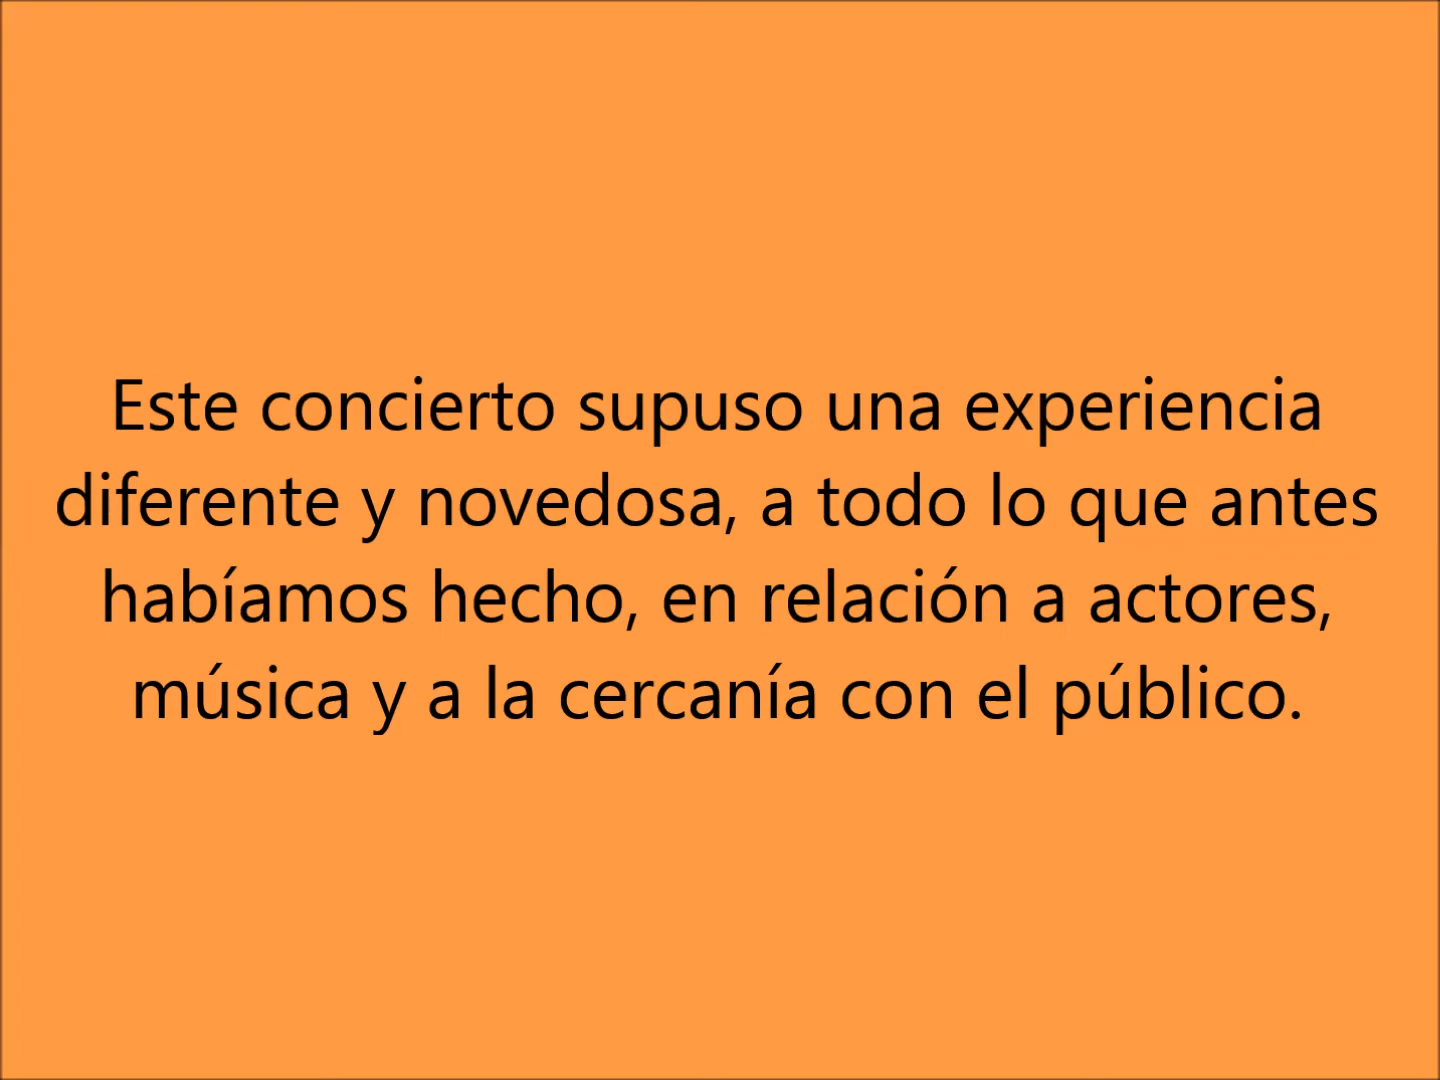 Este concierto supuso una experiencia
diferente y novedosa, a todo lo que antes
habíamos hecho, en relación a actores,
música y a la cercanía con el público.